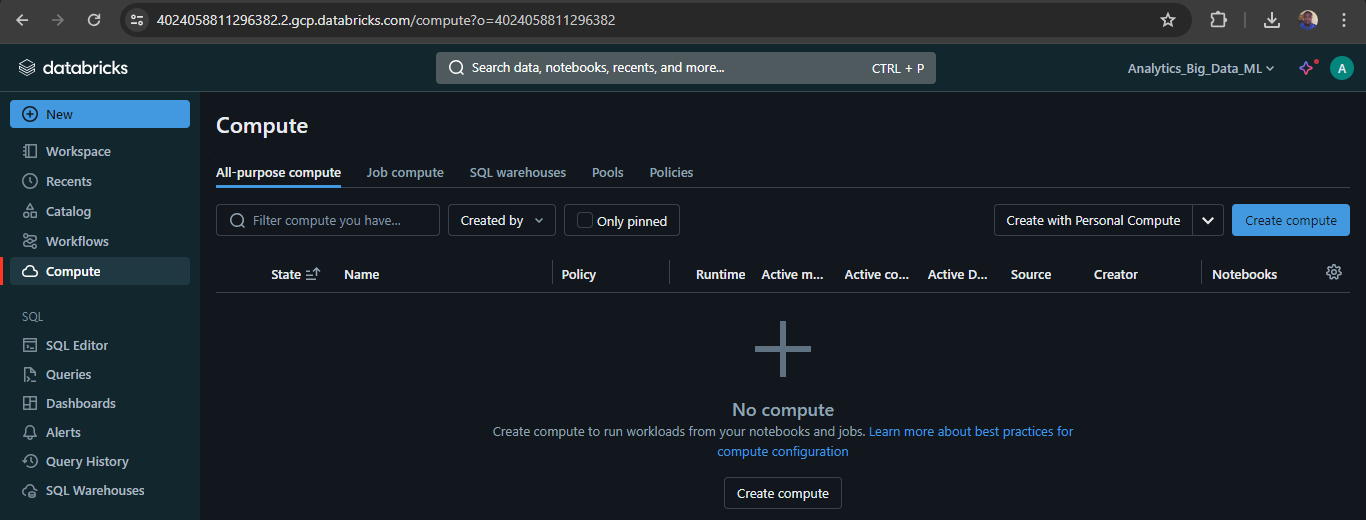 4024058811296382.2.gcp.databricks.com/compute?o=4024058811296382
databricks
Search data, notebooks, recents, and more...
CTRL + P
Analytics_Big_Data_ML
A
New
Workspace
Recents
Catalog
Workflows
Compute
SQL
SQL Editor
Queries
Dashboards
Alerts
Query History
SQL Warehouses
Compute
All-purpose compute Job compute SQL warehouses Pools Policies
Filter compute you have... Created by Only pinned Create with Personal Compute Create compute
State Name Policy Runtime Active m... Active co... Active D... Source Creator Notebooks
No compute
Create compute to run workloads from your notebooks and jobs. Learn more about best practices for
compute configuration
Create compute